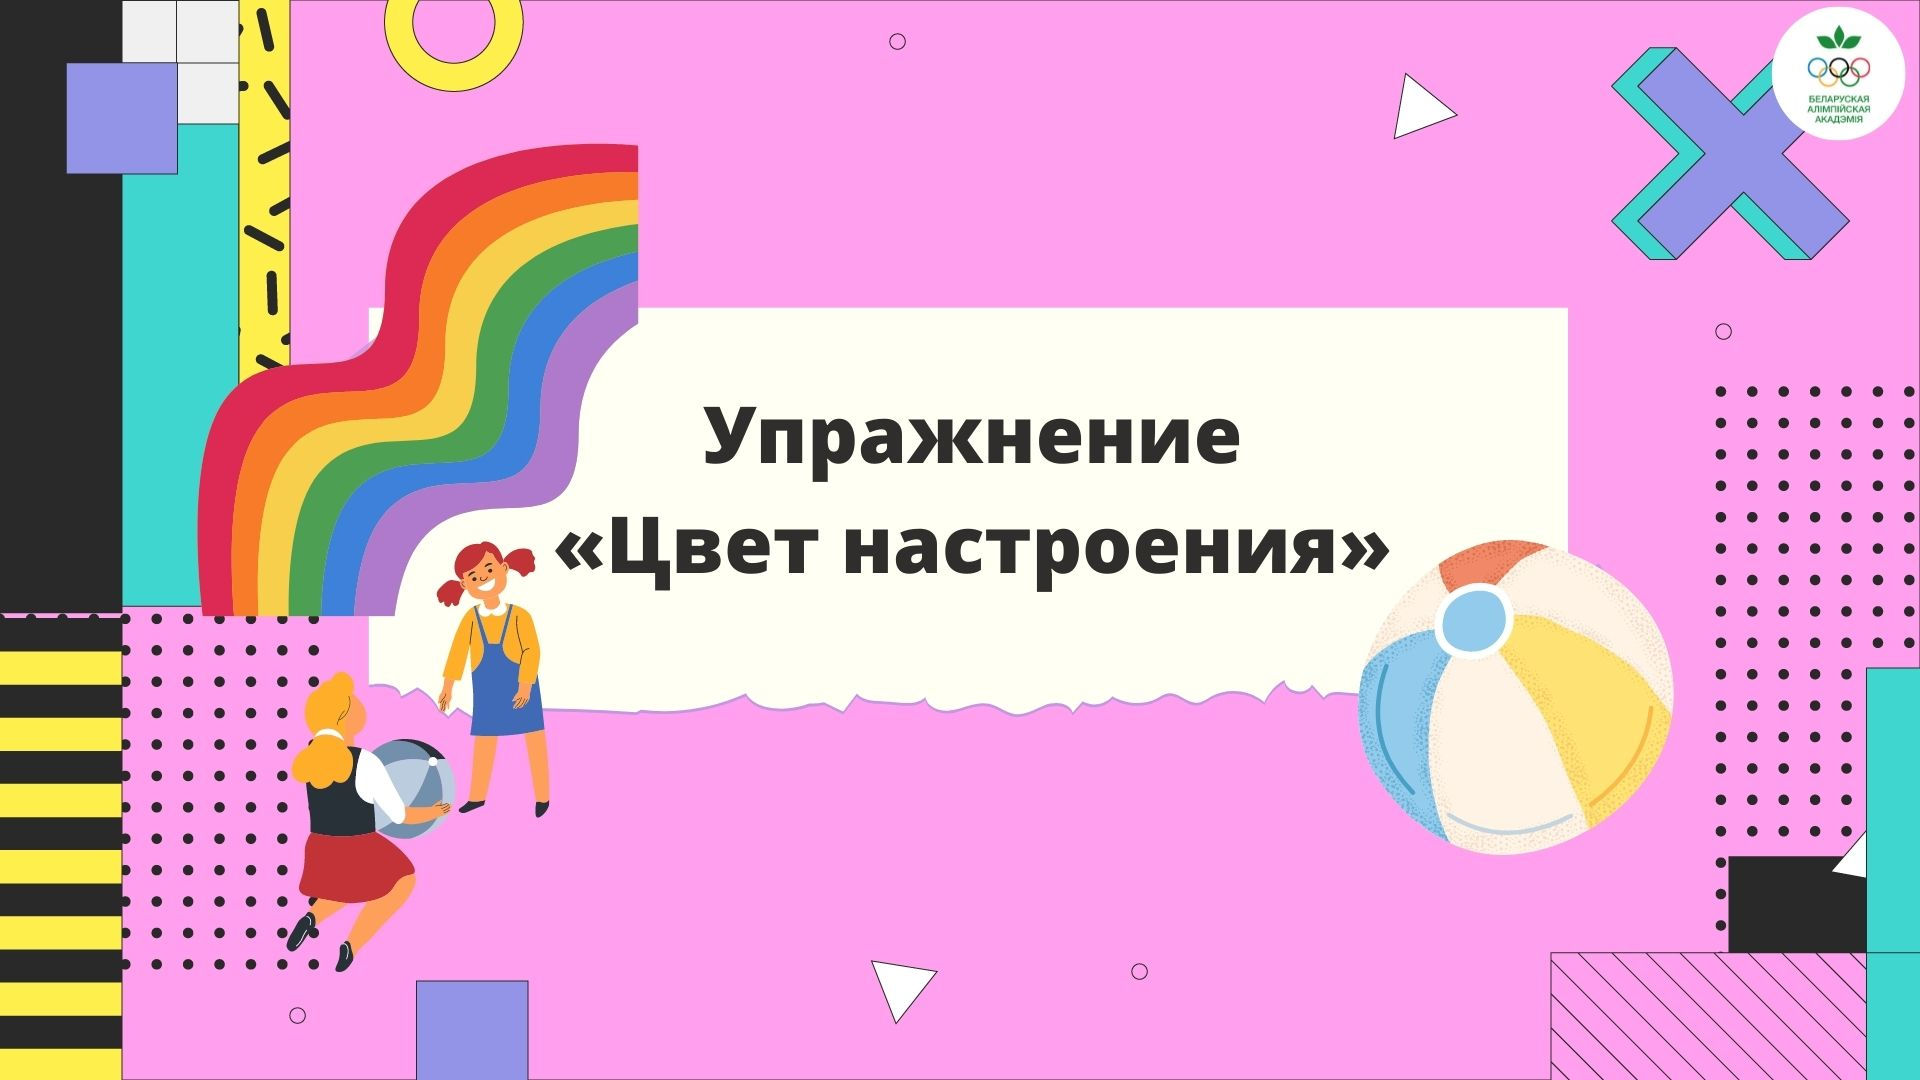 БЕЛАРУСКАЯ
АЛІМПІЙСКАЯ
АКАДЭМІЯ
Упражнение
«Цвет настроения»